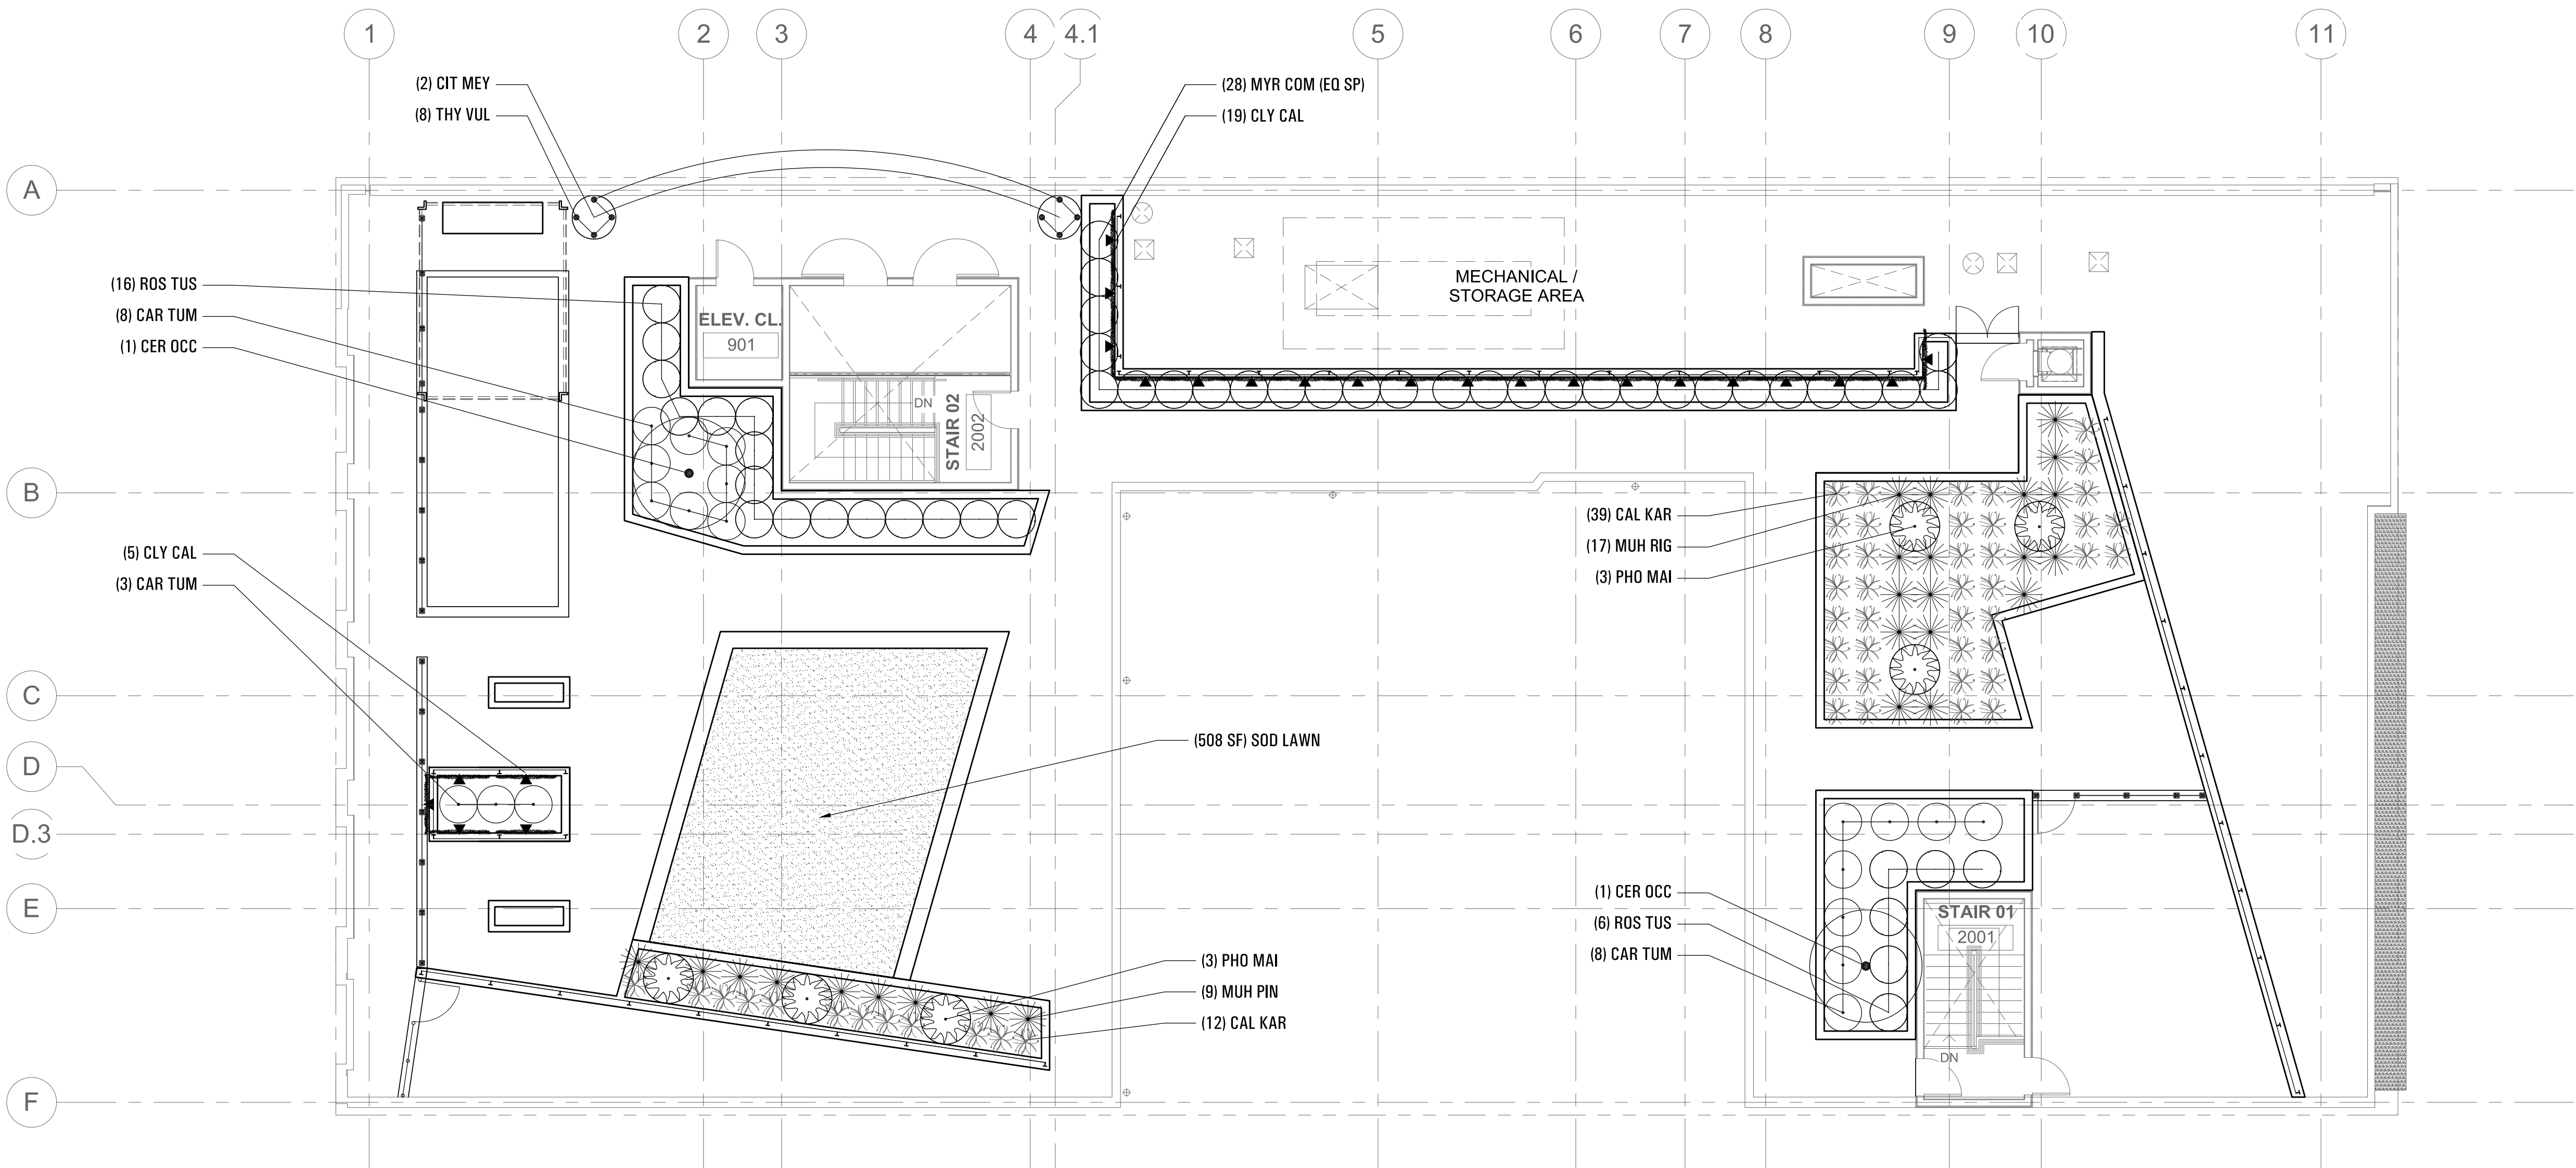 1
2
3
4
4.1
5
6
7
8
9
10
11
(2) CIT MEY
(8) THY VUL
(28) MYR COM (EQ SP)
(19) CLY CAL
A
MECHANICAL /
STORAGE AREA
(16) ROS TUS
(8) CAR TUM
(1) CER OCC
ELEV. CL.
901
DN
STAIR 02
2002
B
(39) CAL KAR
(17) MUH RIG
(3) PHO MAI
(5) CLY CAL
(3) CAR TUM
C
(508 SF) SOD LAWN
D
D.3
E
(1) CER OCC
(6) ROS TUS
(8) CAR TUM
STAIR 01
2001
DN
(3) PHO MAI
(9) MUH PIN
(12) CAL KAR
F